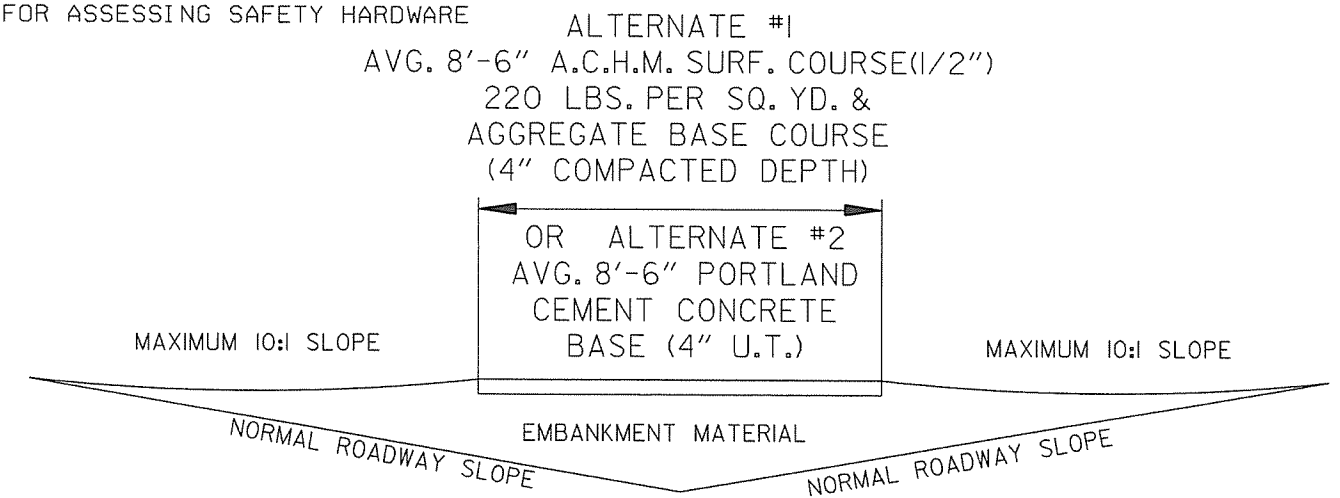 FOR ASSESSING SAFETY HARDWARE
ALTERNATE #1
AVG. 8'-6" A.C.H.M. SURF. COURSE(1/2")
220 LBS. PER SQ. YD. &
AGGREGATE BASE COURSE
(4" COMPACTED DEPTH)
OR ALTERNATE #2
AVG. 8'-6" PORTLAND
CEMENT CONCRETE
BASE (4" U.T.)
MAXIMUM 10:1 SLOPE
MAXIMUM 10:1 SLOPE
NORMAL ROADWAY SLOPE
EMBANKMENT MATERIAL
NORMAL ROADWAY SLOPE